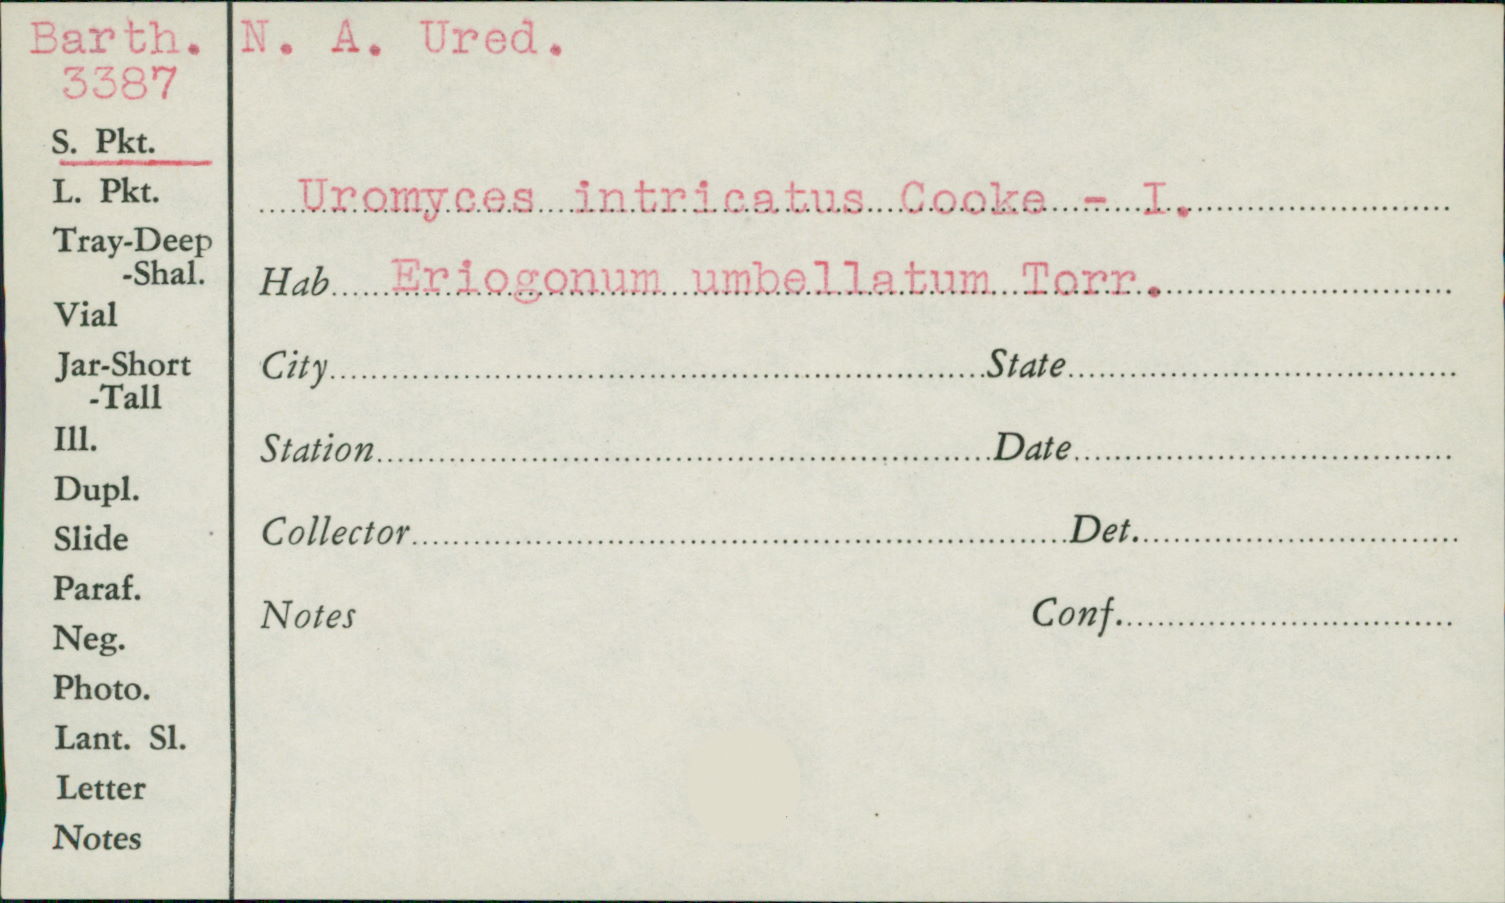 Barth. N. A. Ured.
3387
S. Pkt.
L. Pkt.
Tray-Deep
-Shal.
Vial
Jar-Short
-Tall
Ill.
Dupl.
Slide
Paraf.
Neg.
Photo.
Lant. Sl.
Letter
Notes
Uromyces intricatus Cooke - I.
Hab Eriogonum umbellatum Torr.
City State
Station Date
Collector Det.
Notes Conf.